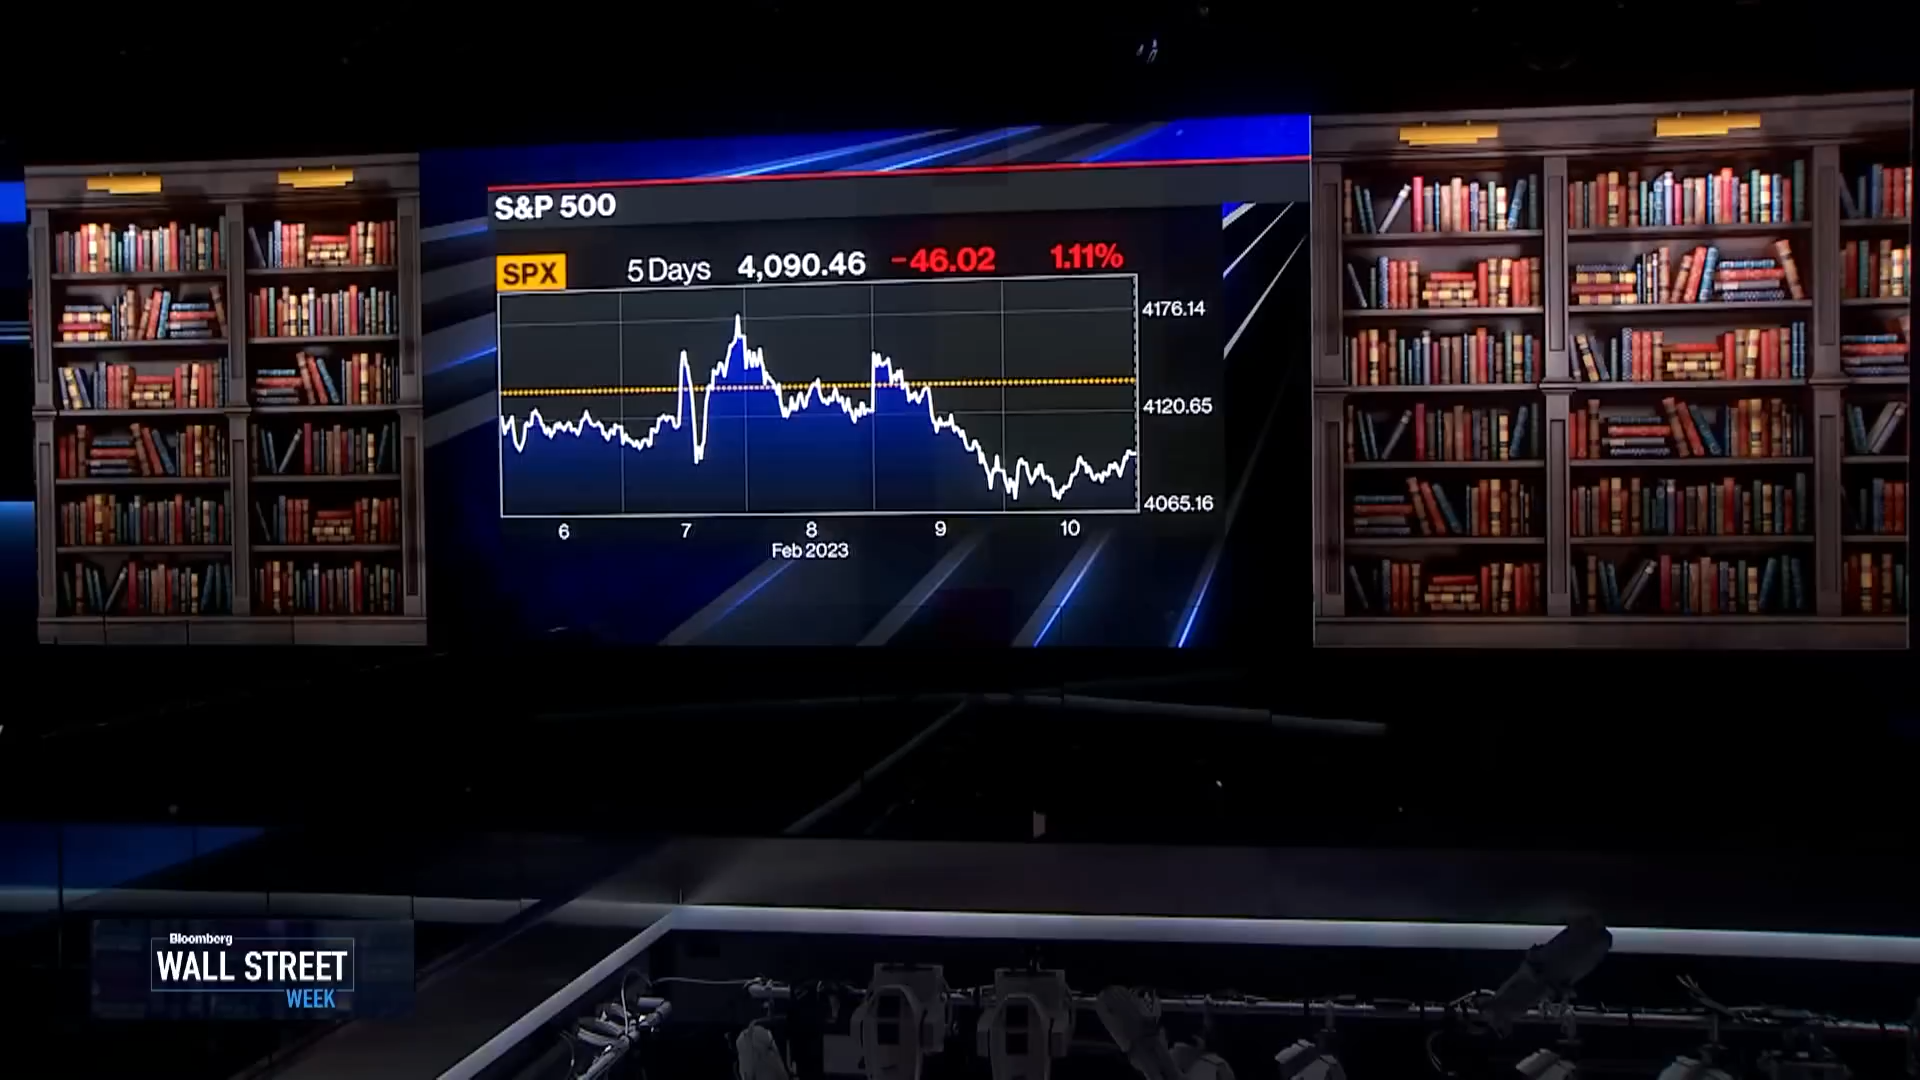 S&P 500
SPX 5 Days 4,090.46 -46.02 1.11%
4176.14
4120.65
4065.16
6 7 8 9 10
Feb 2023
Bloomberg
WALL STREET
WEEK